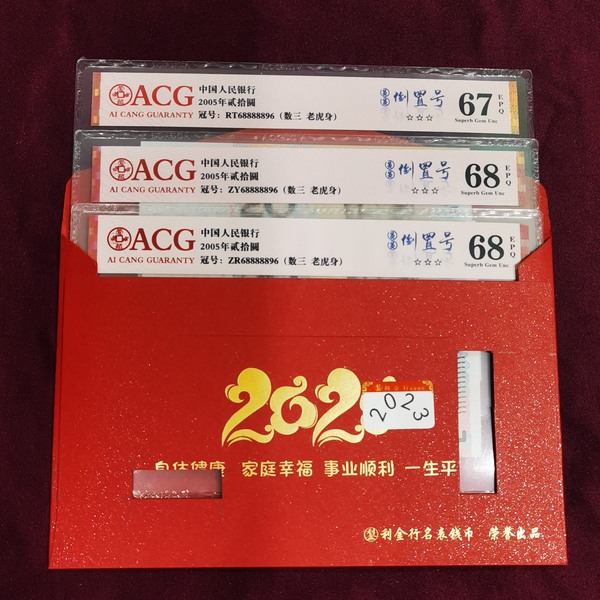 ACG
AI CANG GUARANTY
中国人民银行
2005年贰拾圆
冠号：RT68888896（数三 老虎身）
倒置号
☆☆☆
67
EPQ
Superb Gem Unc
ACG
AI CANG GUARANTY
中国人民银行
2005年贰拾圆
冠号：ZY68888896（数三 老虎身）
倒置号
☆☆☆
68
EPQ
Superb Gem Unc
ACG
AI CANG GUARANTY
中国人民银行
2005年贰拾圆
冠号：ZR68888896（数三 老虎身）
倒置号
☆☆☆
68
EPQ
Superb Gem Unc
202
2023
健康 家庭幸福 事业顺利 一生平
利金行名表钱币 荣誉出品